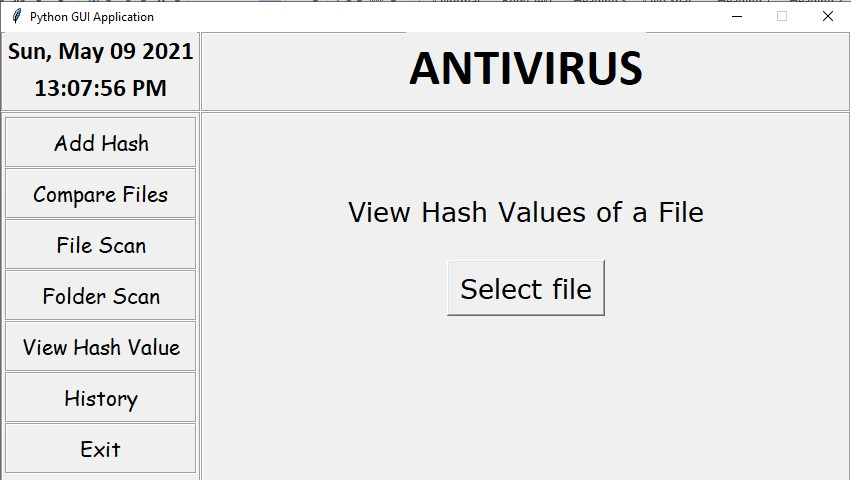 Python GUI Application
Sun, May 09 2021
13:07:56 PM
ANTIVIRUS
Add Hash
Compare Files
File Scan
Folder Scan
View Hash Value
History
Exit
View Hash Values of a File
Select file